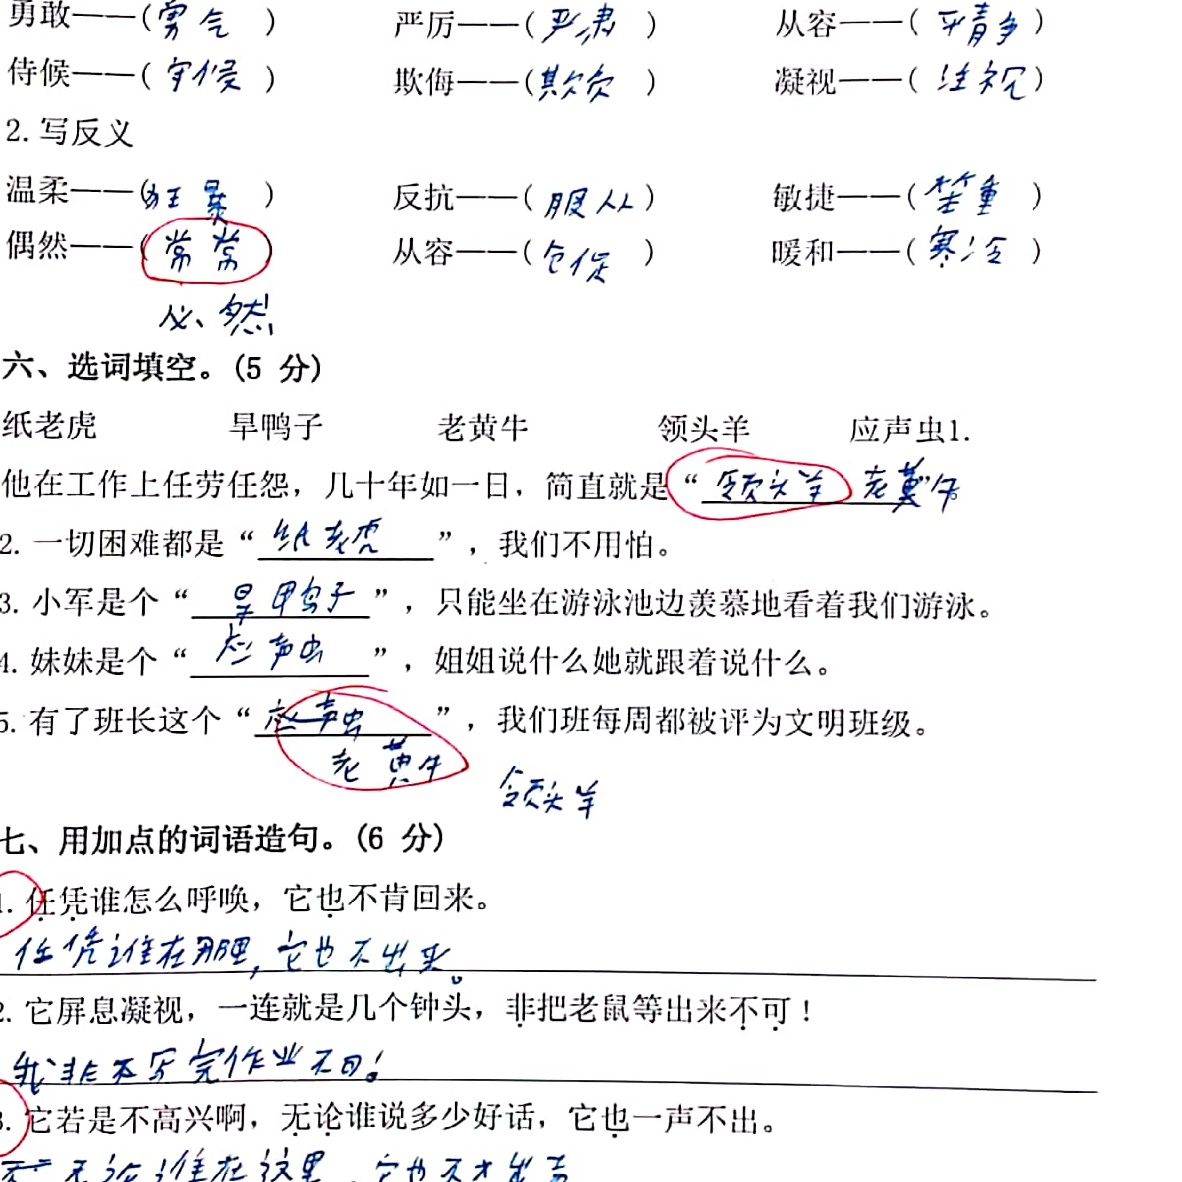 勇敢——(勇气) 严厉——(严肃) 从容——(平静)
侍候——(守候) 欺侮——(欺负) 凝视——(注视)
2. 写反义
温柔——(狂暴) 反抗——(服从) 敏捷——(笨重)
偶然——(常常) 从容——(仓促) 暖和——(寒冷)
必然
六、选词填空。(5 分)
纸老虎 旱鸭子 老黄牛 领头羊 应声虫1.
他在工作上任劳任怨，几十年如一日，简直就是“领头羊 老黄牛”。
2. 一切困难都是“纸老虎”，我们不用怕。
3. 小军是个“旱鸭子”，只能坐在游泳池边羡慕地看着我们游泳。
4. 妹妹是个“应声虫”，姐姐说什么她就跟着说什么。
5. 有了班长这个“应声虫”，我们班每周都被评为文明班级。
老黄牛 领头羊
七、用加点的词语造句。(6 分)
1. 任凭谁怎么呼唤，它也不肯回来。
任凭谁在那里，它也不出来。
2. 它屏息凝视，一连就是几个钟头，非把老鼠等出来不可！
我非不写完作业不可！
3. 它若是不高兴啊，无论谁说多少好话，它也一声不出。
无论谁在这里，它也不